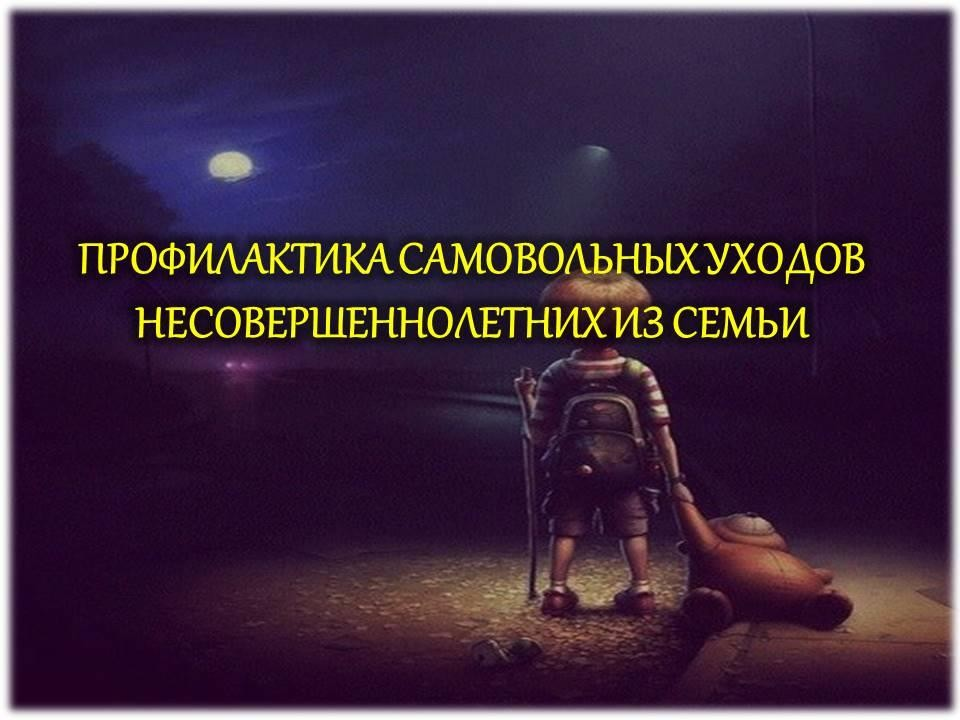 ПРОФИЛАКТИКА САМОВОЛЬНЫХ УХОДОВ
НЕСОВЕРШЕННОЛЕТНИХ ИЗ СЕМЬИ